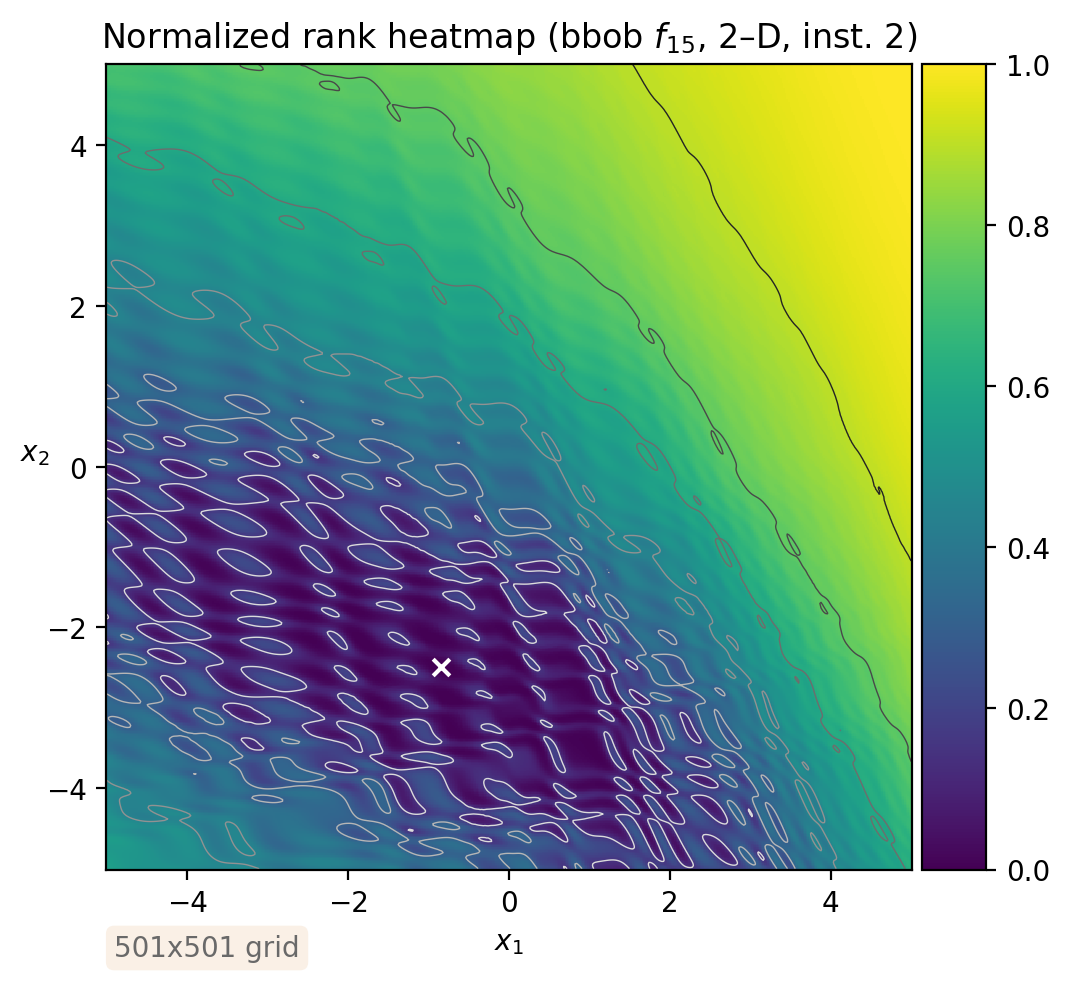 Normalized rank heatmap (bbob f15, 2–D, inst. 2)
1.0
0.8
0.6
0.4
0.2
0.0
4
2
0
−2
−4
x2
−4 −2 0 2 4
x1
501x501 grid